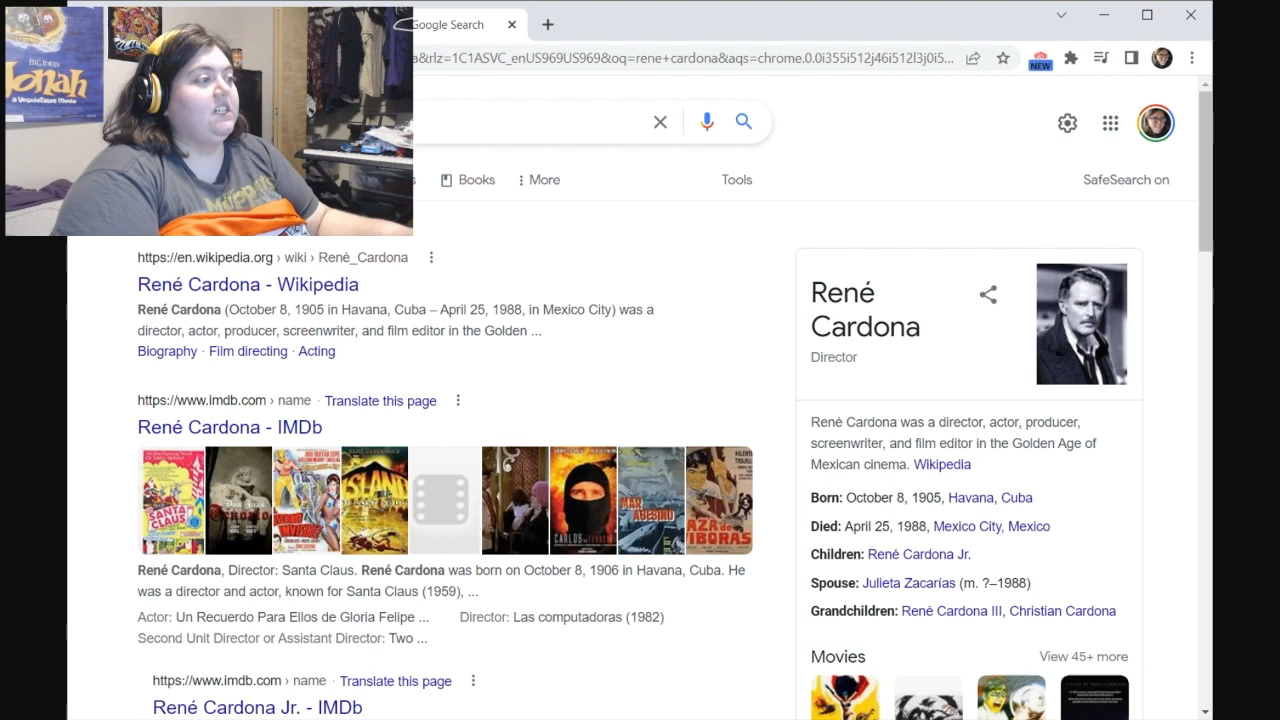 Google Search
a&rlz=1C1ASVC_enUS969US969&oq=rene+cardona&aqs=chrome.0.0i355i512j46i512l3j0i5...
NEW
BIG IDEA'S
Jonah
a VeggieTales Movie
Books
More
Tools
SafeSearch on
https://en.wikipedia.org › wiki › René_Cardona
René Cardona - Wikipedia
René Cardona (October 8, 1905 in Havana, Cuba – April 25, 1988, in Mexico City) was a
director, actor, producer, screenwriter, and film editor in the Golden ...
Biography · Film directing · Acting
https://www.imdb.com › name · Translate this page
René Cardona - IMDb
SANTA
CLAUS
ISLAND
René Cardona, Director: Santa Claus. René Cardona was born on October 8, 1906 in Havana, Cuba. He
was a director and actor, known for Santa Claus (1959), ...
Actor: Un Recuerdo Para Ellos de Gloria Felipe ... Director: Las computadoras (1982)
Second Unit Director or Assistant Director: Two ...
https://www.imdb.com › name · Translate this page
René Cardona Jr. - IMDb
René
Cardona
Director
René Cardona was a director, actor, producer,
screenwriter, and film editor in the Golden Age of
Mexican cinema. Wikipedia
Born: October 8, 1905, Havana, Cuba
Died: April 25, 1988, Mexico City, Mexico
Children: René Cardona Jr.
Spouse: Julieta Zacarías (m. ?–1988)
Grandchildren: René Cardona III, Christian Cardona
Movies
View 45+ more